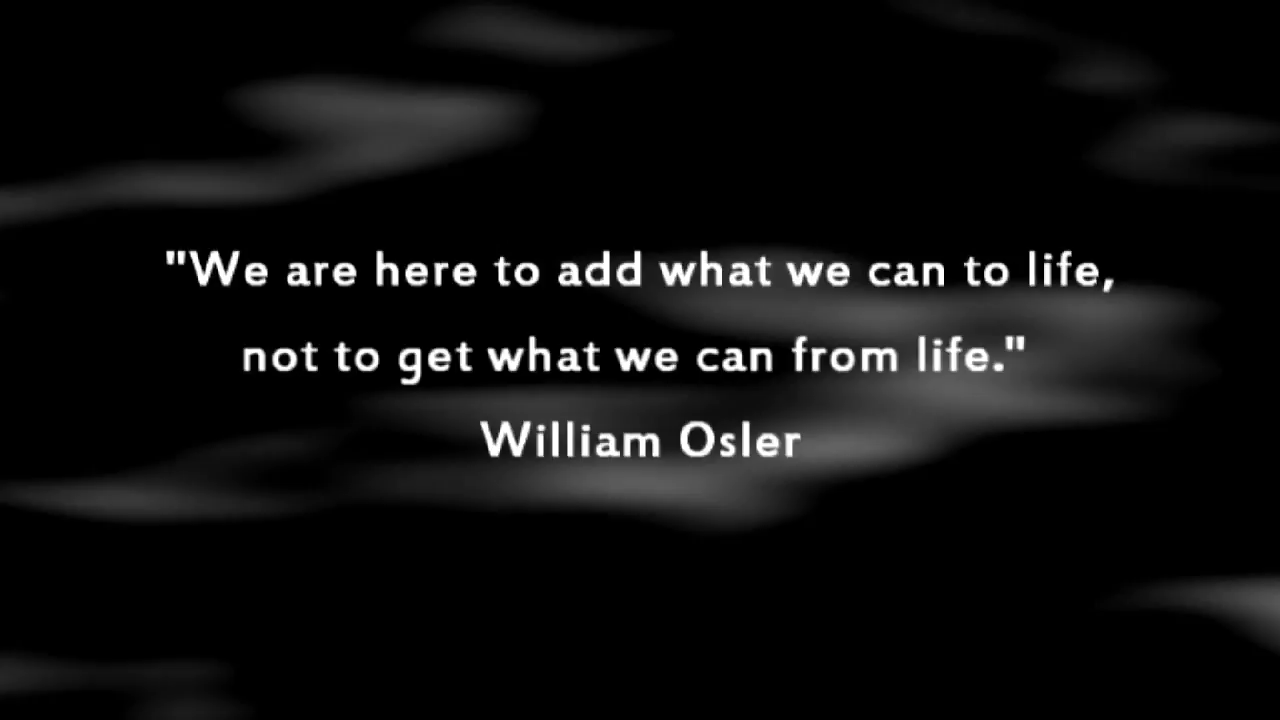 "We are here to add what we can to life,
not to get what we can from life."
William Osler